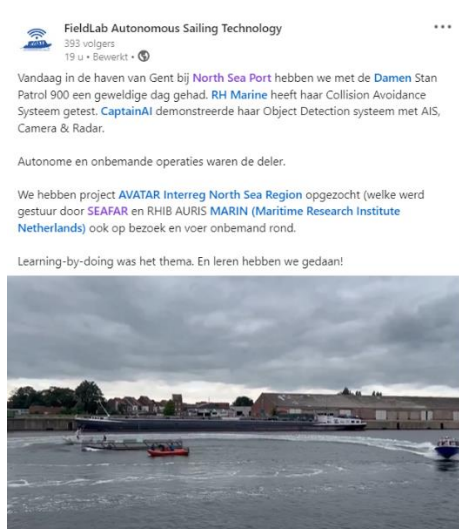 FieldLab Autonomous Sailing Technology
393 volgers
19 u • Bewerkt •
Vandaag in de haven van Gent bij North Sea Port hebben we met de Damen Stan
Patrol 900 een geweldige dag gehad. RH Marine heeft haar Collision Avoidance
Systeem getest. CaptainAI demonstreerde haar Object Detection systeem met AIS,
Camera & Radar.
Autonome en onbemande operaties waren de deler.
We hebben project AVATAR Interreg North Sea Region opgezocht (welke werd
gestuur door SEAFAR en RHIB AURIS MARIN (Maritime Research Institute
Netherlands) ook op bezoek en voer onbemand rond.
Learning-by-doing was het thema. En leren hebben we gedaan!